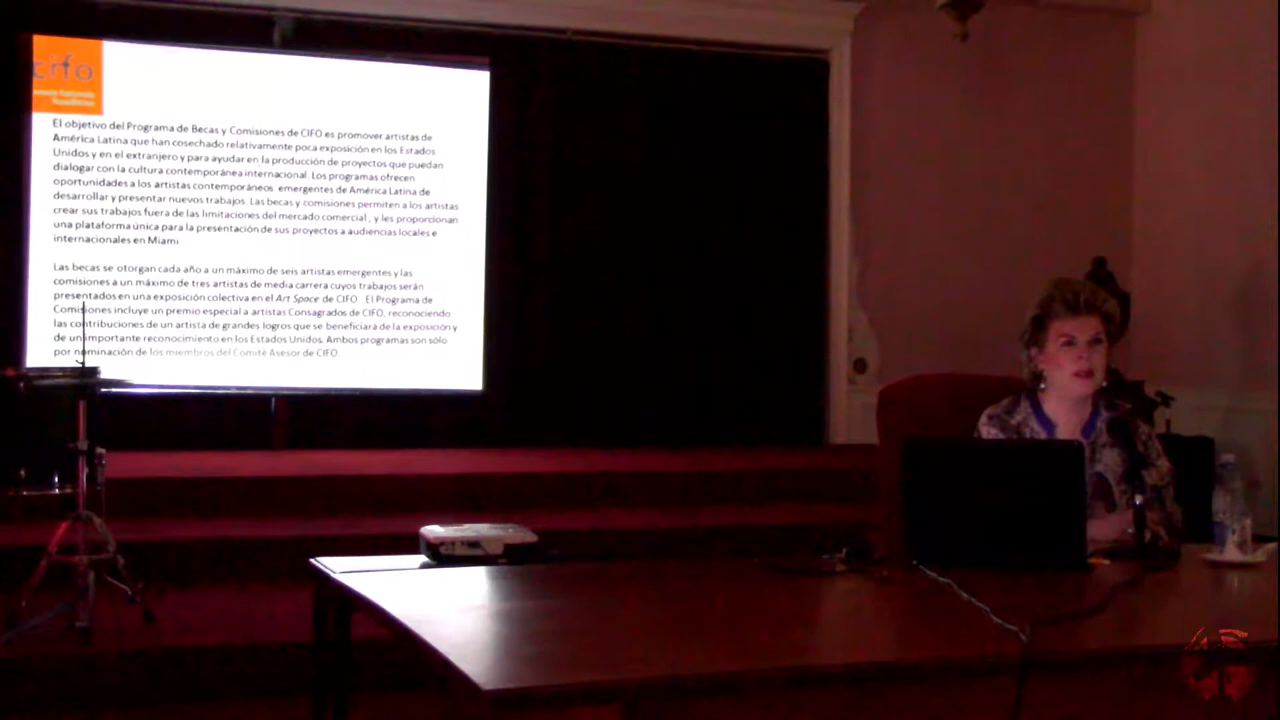 cifo
El objetivo del Programa de Becas y Comisiones de CIFO es promover artistas de
América Latina que han cosechado relativamente poca exposición en los Estados
Unidos y en el extranjero y para ayudar en la producción de proyectos que puedan
dialogar con la cultura contemporánea internacional. Los programas ofrecen
oportunidades a los artistas contemporáneos emergentes de América Latina de
desarrollar y presentar nuevos trabajos. Las becas y comisiones permiten a los artistas
crear sus trabajos fuera de las limitaciones del mercado comercial, y les proporcionan
una plataforma única para la presentación de sus proyectos a audiencias locales e
internacionales en Miami
Las becas se otorgan cada año a un máximo de seis artistas emergentes y las
comisiones a un máximo de tres artistas de media carrera cuyos trabajos serán
presentados en una exposición colectiva en el Art Space de CIFO El Programa de
Comisiones incluye un premio especial a artistas Consagrados de CIFO, reconociendo
las contribuciones de un artista de grandes logros que se beneficiará de la exposición y
de un importante reconocimiento en los Estados Unidos. Ambos programas son sólo
por nominación de los miembros del Comité Asesor de CIFO